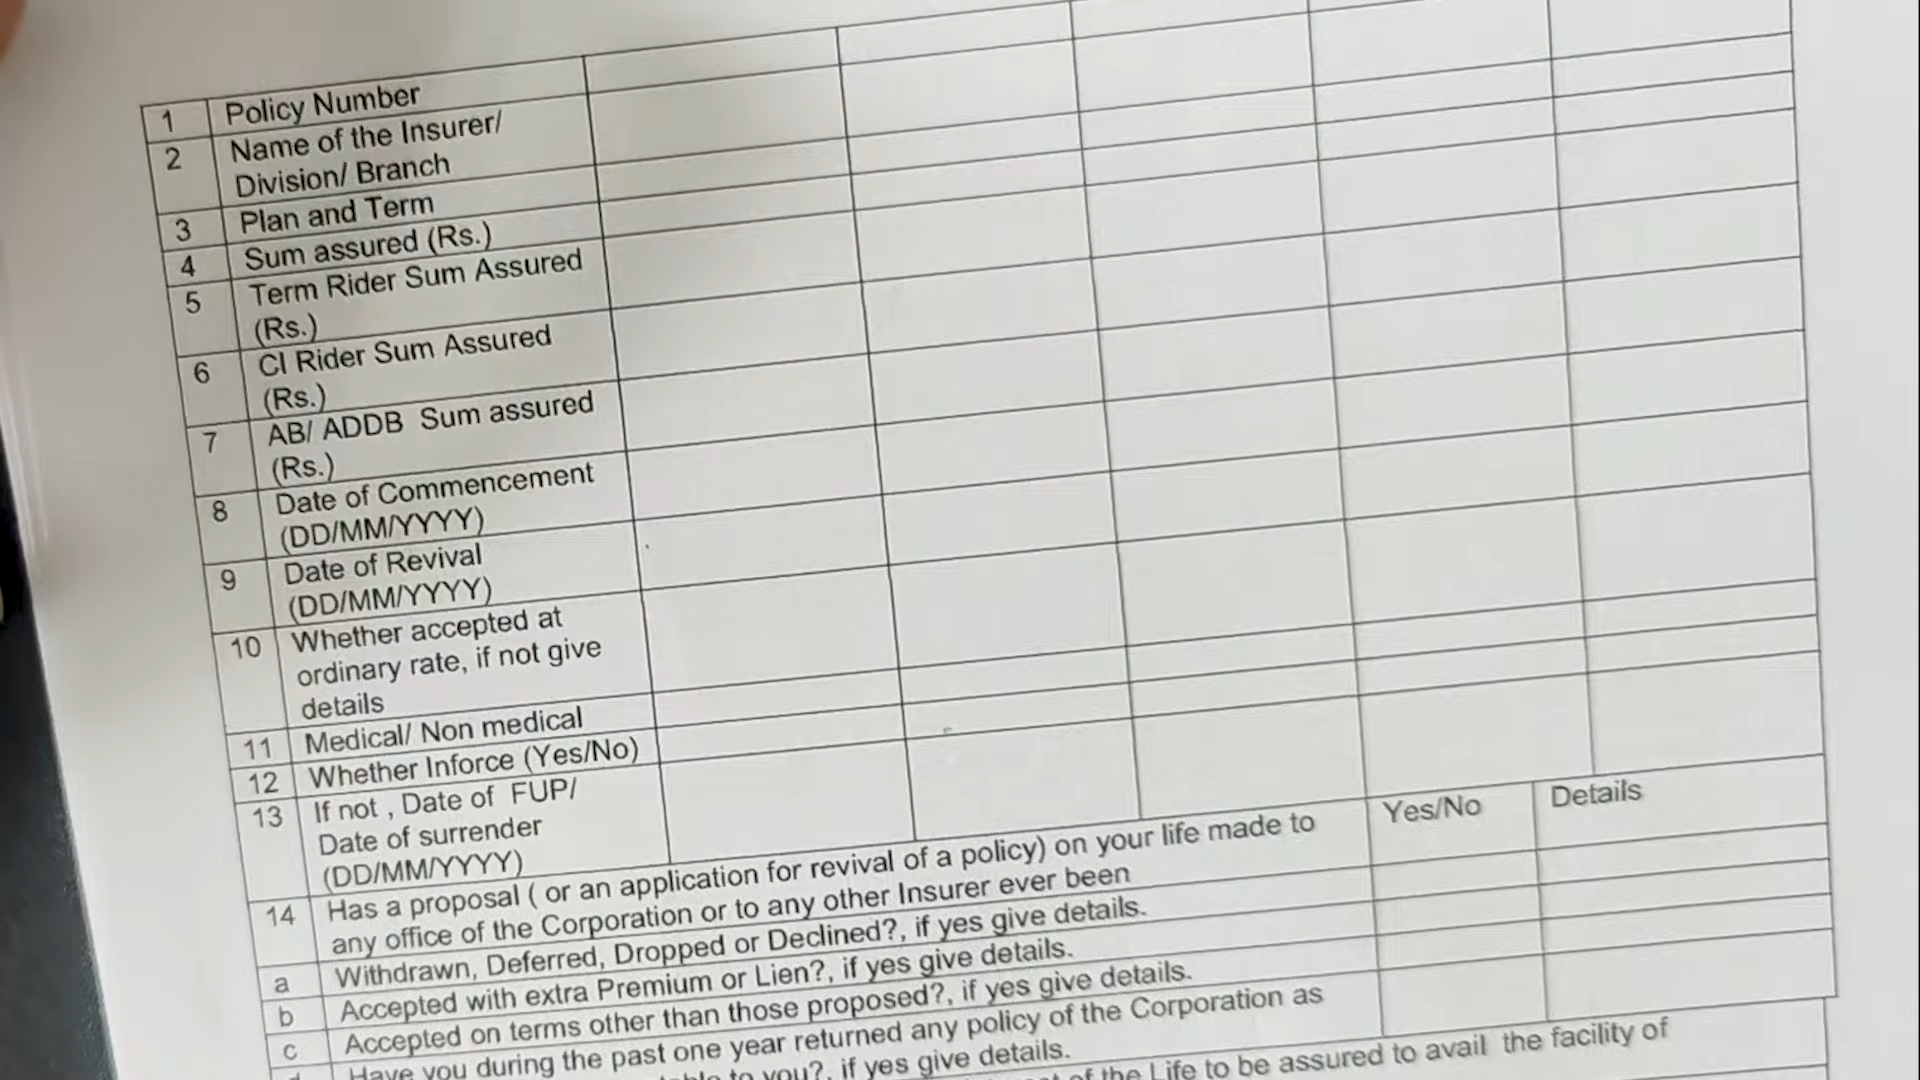 1 Policy Number
2 Name of the Insurer/
Division/ Branch
3 Plan and Term
4 Sum assured (Rs.)
5 Term Rider Sum Assured
(Rs.)
6 CI Rider Sum Assured
(Rs.)
7 AB/ ADDB Sum assured
(Rs.)
8 Date of Commencement
(DD/MM/YYYY)
9 Date of Revival
(DD/MM/YYYY)
10 Whether accepted at
ordinary rate, if not give
details
11 Medical/ Non medical
12 Whether Inforce (Yes/No)
13 If not , Date of FUP/
Date of surrender
(DD/MM/YYYY)
14 Has a proposal ( or an application for revival of a policy) on your life made to
any office of the Corporation or to any other Insurer ever been
Yes/No Details
a Withdrawn, Deferred, Dropped or Declined?, if yes give details.
b Accepted with extra Premium or Lien?, if yes give details.
c Accepted on terms other than those proposed?, if yes give details.
Have you during the past one year returned any policy of the Corporation as
to you?, if yes give details.
of the Life to be assured to avail the facility of